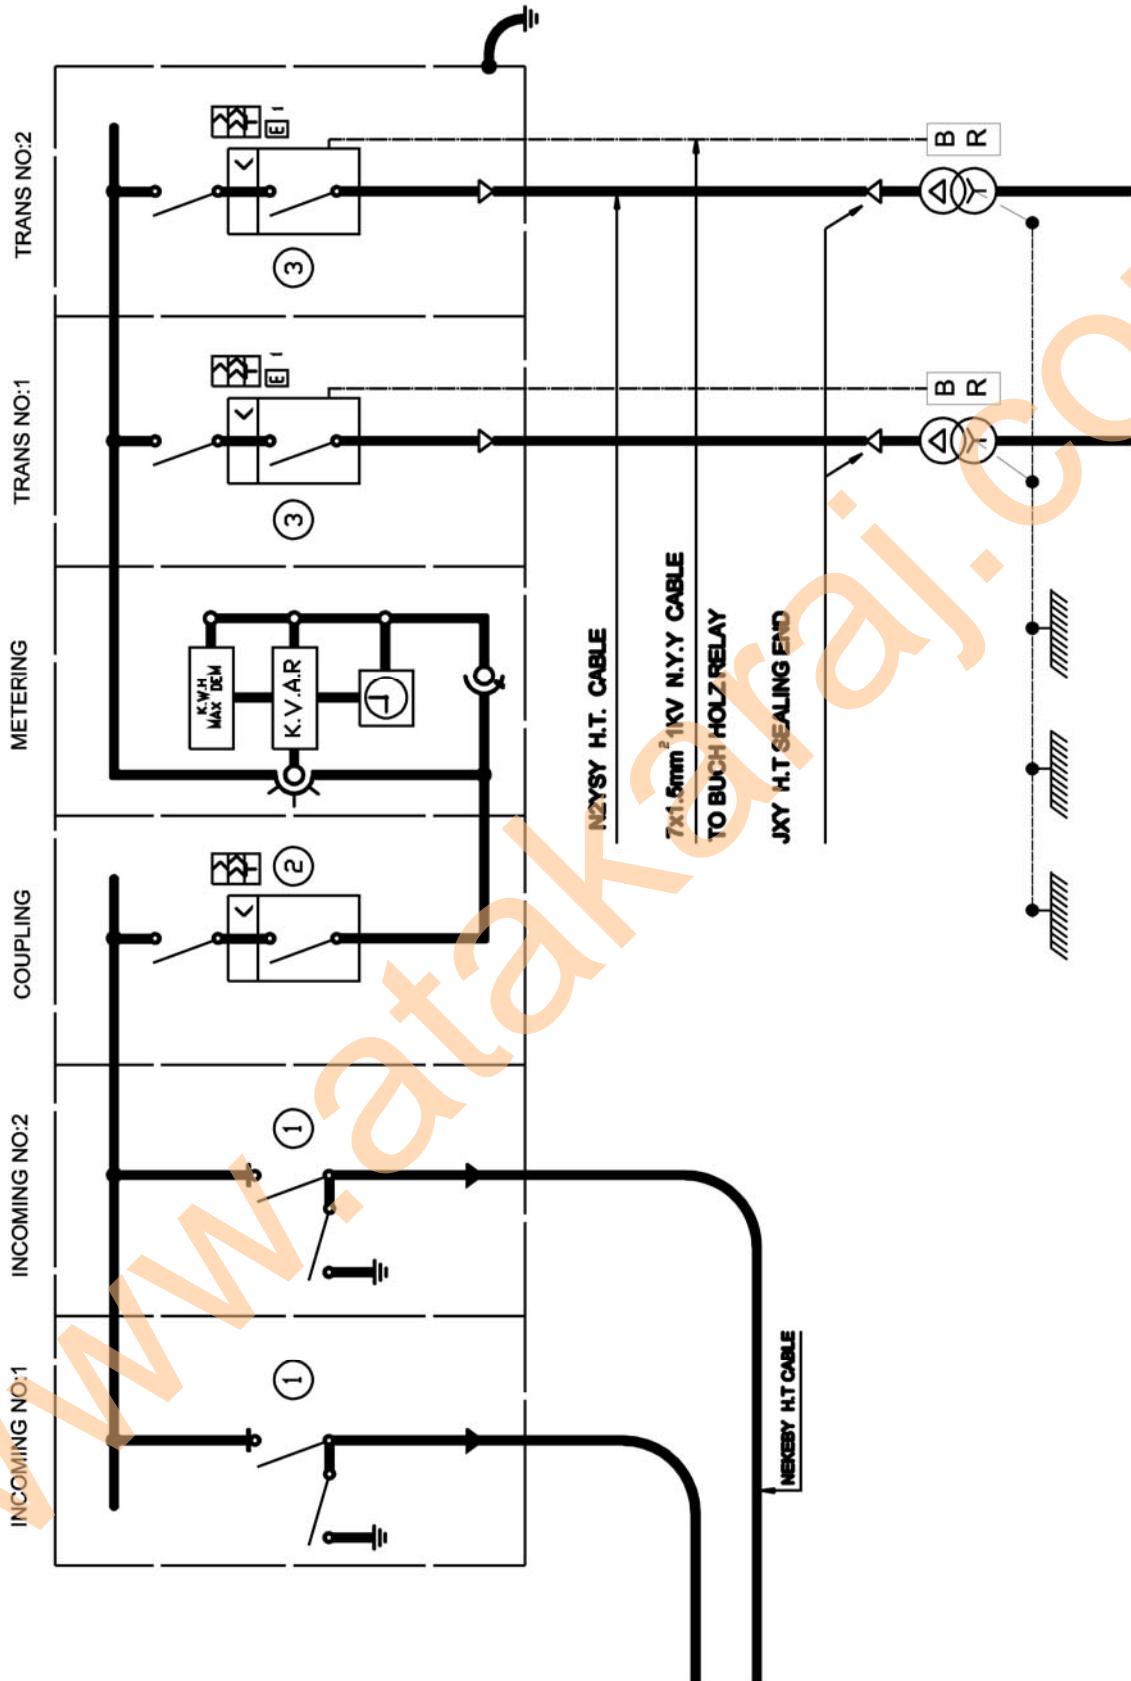 INCOMING NO:1
INCOMING NO:2
COUPLING
METERING
TRANS NO:1
TRANS NO:2
1
1
2
K.W.H
MAX DEM
K.V.A.R
3
E
1
3
E
1
N2YSY H.T. CABLE
7x1.5mm² 1KV N.Y.Y CABLE
TO BUCH HOLZ RELAY
JXY H.T SEALING END
B
R
B
R
NEKEBY H.T CABLE
www.atakaraj.co